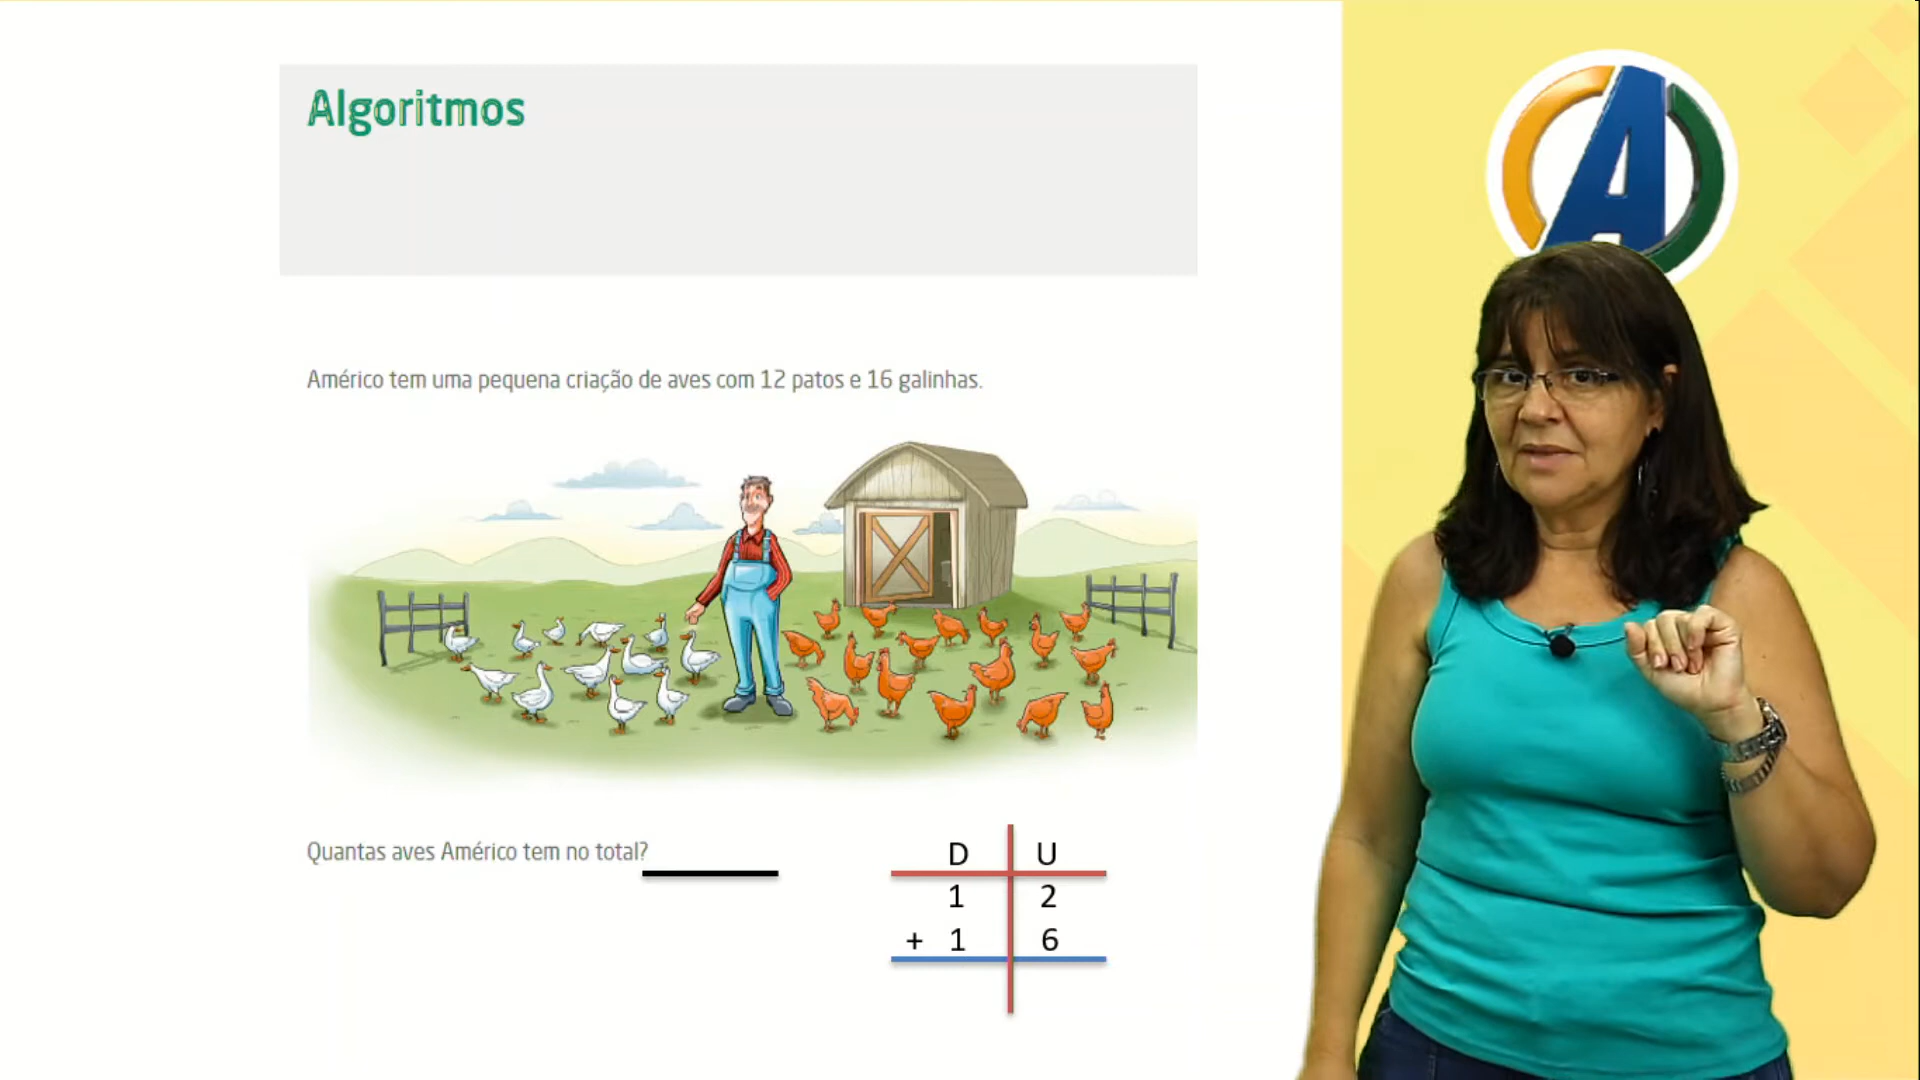 Algoritmos
Américo tem uma pequena criação de aves com 12 patos e 16 galinhas.
Quantas aves Américo tem no total?
D U
1 2
+ 1 6
A